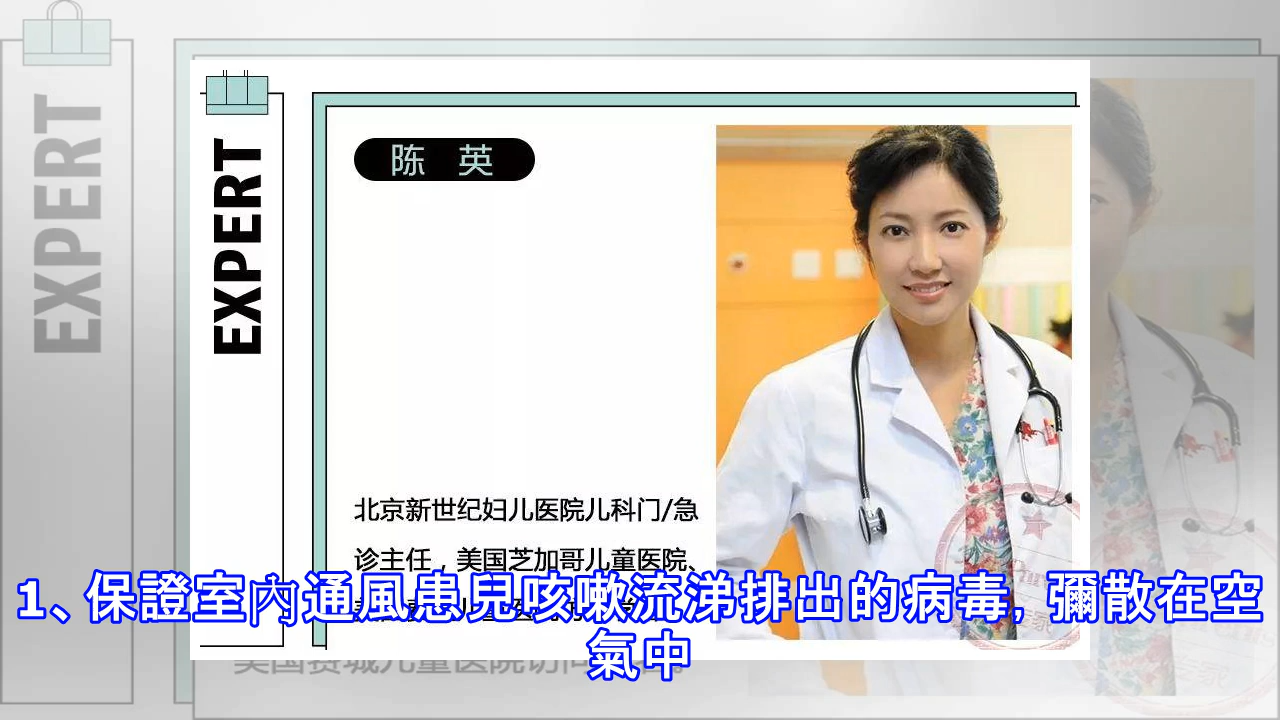 EXPERT
陈 英
EXPERT
北京新世纪妇儿医院儿科门/急
诊主任，美国芝加哥儿童医院、
1、保證室內通風患兒咳嗽流涕排出的病毒，彌散在空
氣中